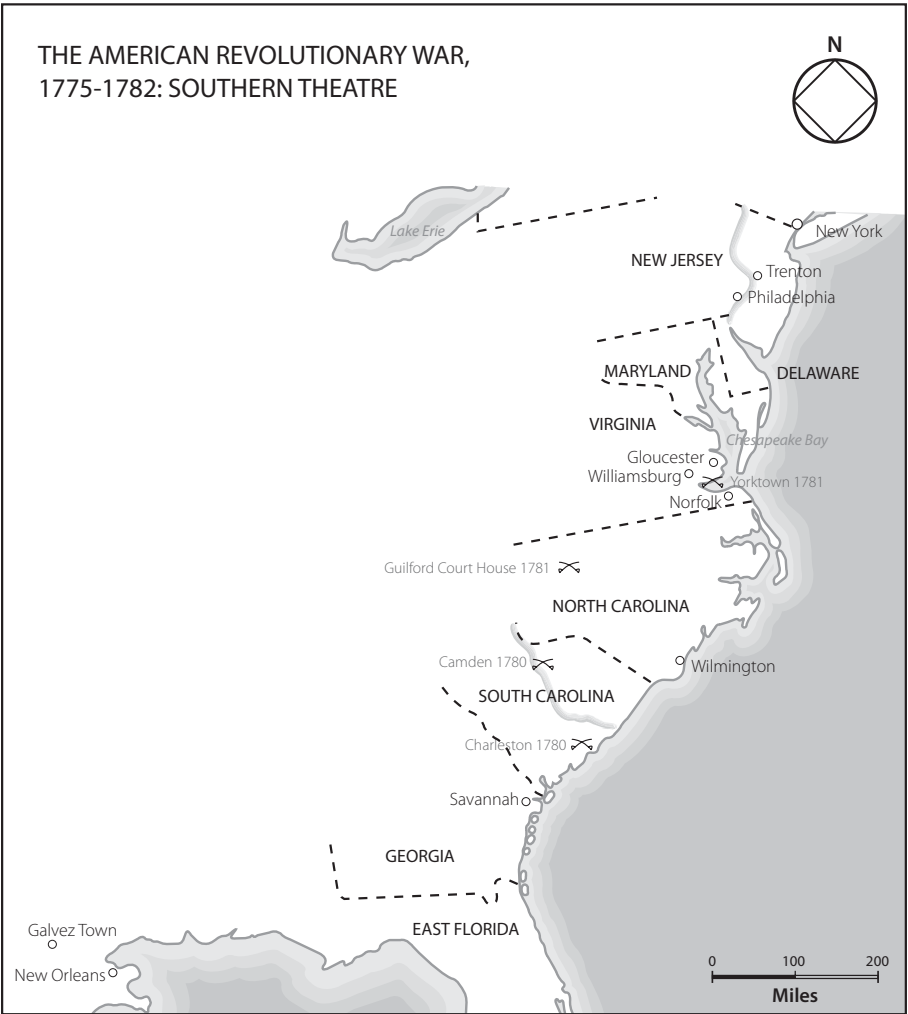 THE AMERICAN REVOLUTIONARY WAR,
1775-1782: SOUTHERN THEATRE
N
Lake Erie
New York
NEW JERSEY
Trenton
Philadelphia
MARYLAND
DELAWARE
VIRGINIA
Chesapeake Bay
Gloucester
Williamsburg
Yorktown 1781
Norfolk
Guilford Court House 1781
NORTH CAROLINA
Camden 1780
Wilmington
SOUTH CAROLINA
Charleston 1780
Savannah
GEORGIA
EAST FLORIDA
Galvez Town
New Orleans
0 100 200
Miles